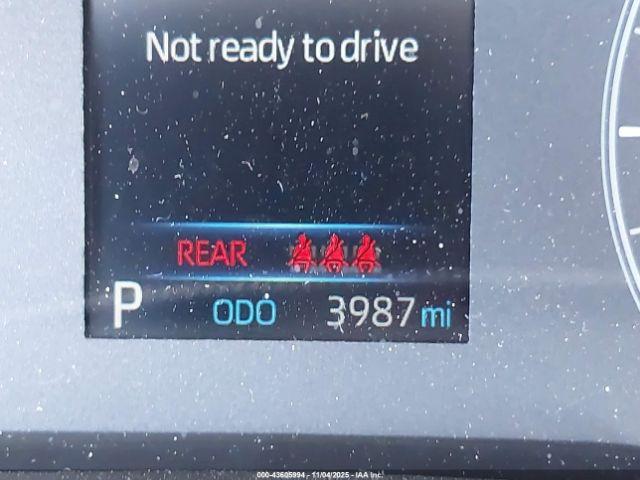 Not ready to drive
REAR
P ODO 3987 mi
000-43605994 - 11/04/2025 - IAA Inc.